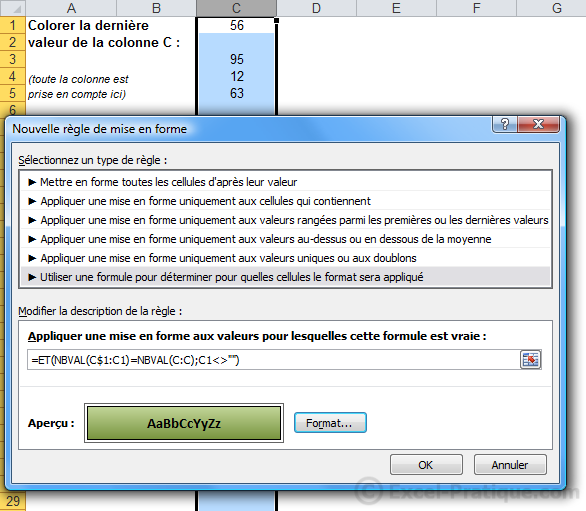 A B C D E F G
1 Colorer la dernière 56
2 valeur de la colonne C :
3 95
4 (toute la colonne est 12
5 prise en compte ici) 63
6
Nouvelle règle de mise en forme
Sélectionnez un type de règle :
► Mettre en forme toutes les cellules d'après leur valeur
► Appliquer une mise en forme uniquement aux cellules qui contiennent
► Appliquer une mise en forme uniquement aux valeurs rangées parmi les premières ou les dernières valeurs
► Appliquer une mise en forme uniquement aux valeurs au-dessus ou en dessous de la moyenne
► Appliquer une mise en forme uniquement aux valeurs uniques ou aux doublons
► Utiliser une formule pour déterminer pour quelles cellules le format sera appliqué
Modifier la description de la règle :
Appliquer une mise en forme aux valeurs pour lesquelles cette formule est vraie :
=ET(NBVAL(C$1:C1)=NBVAL(C:C);C1<>"")
Aperçu : AaBbCcYyZz Format...
OK Annuler
© Excel-Pratique.com
29